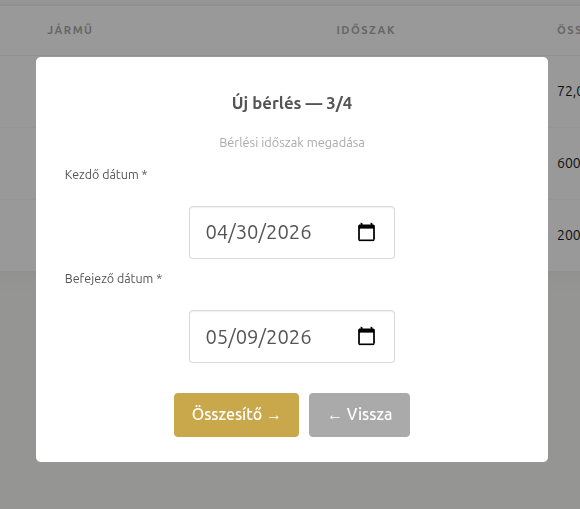 JÁRMŰ IDŐSZAK
Új bérlés — 3/4
72,0
Bérlési időszak megadása
600
Kezdő dátum *
04/30/2026
200
Befejező dátum *
05/09/2026
Összesítő → ← Vissza